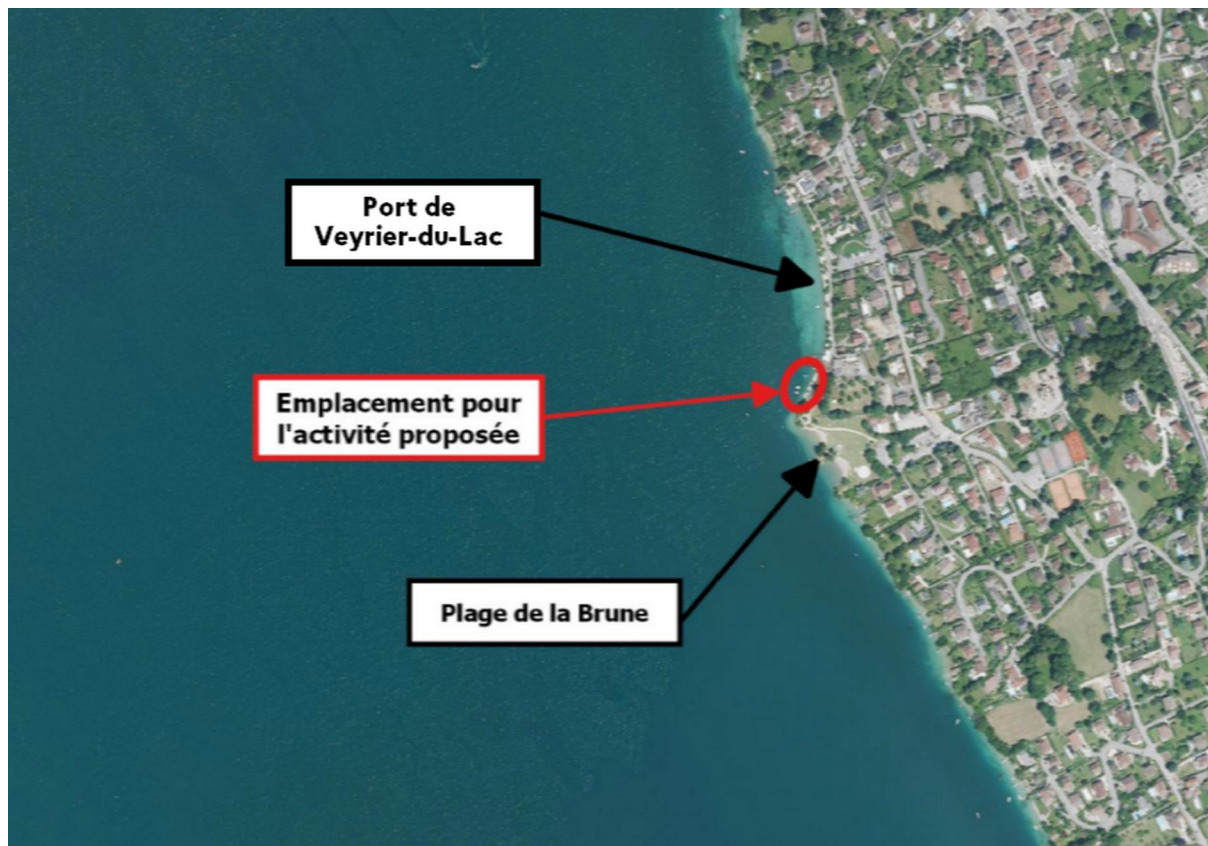 Port de
Veyrier-du-Lac
Emplacement pour
l'activité proposée
Plage de la Brune